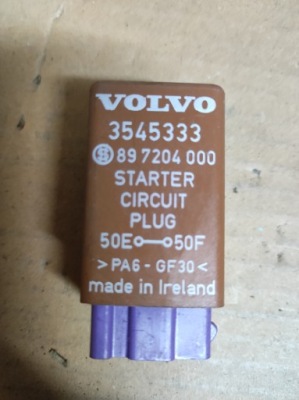 VOLVO
3545333
89 7204 000
STARTER
CIRCUIT
PLUG
50E 50F
>PA6-GF30<
made in Ireland